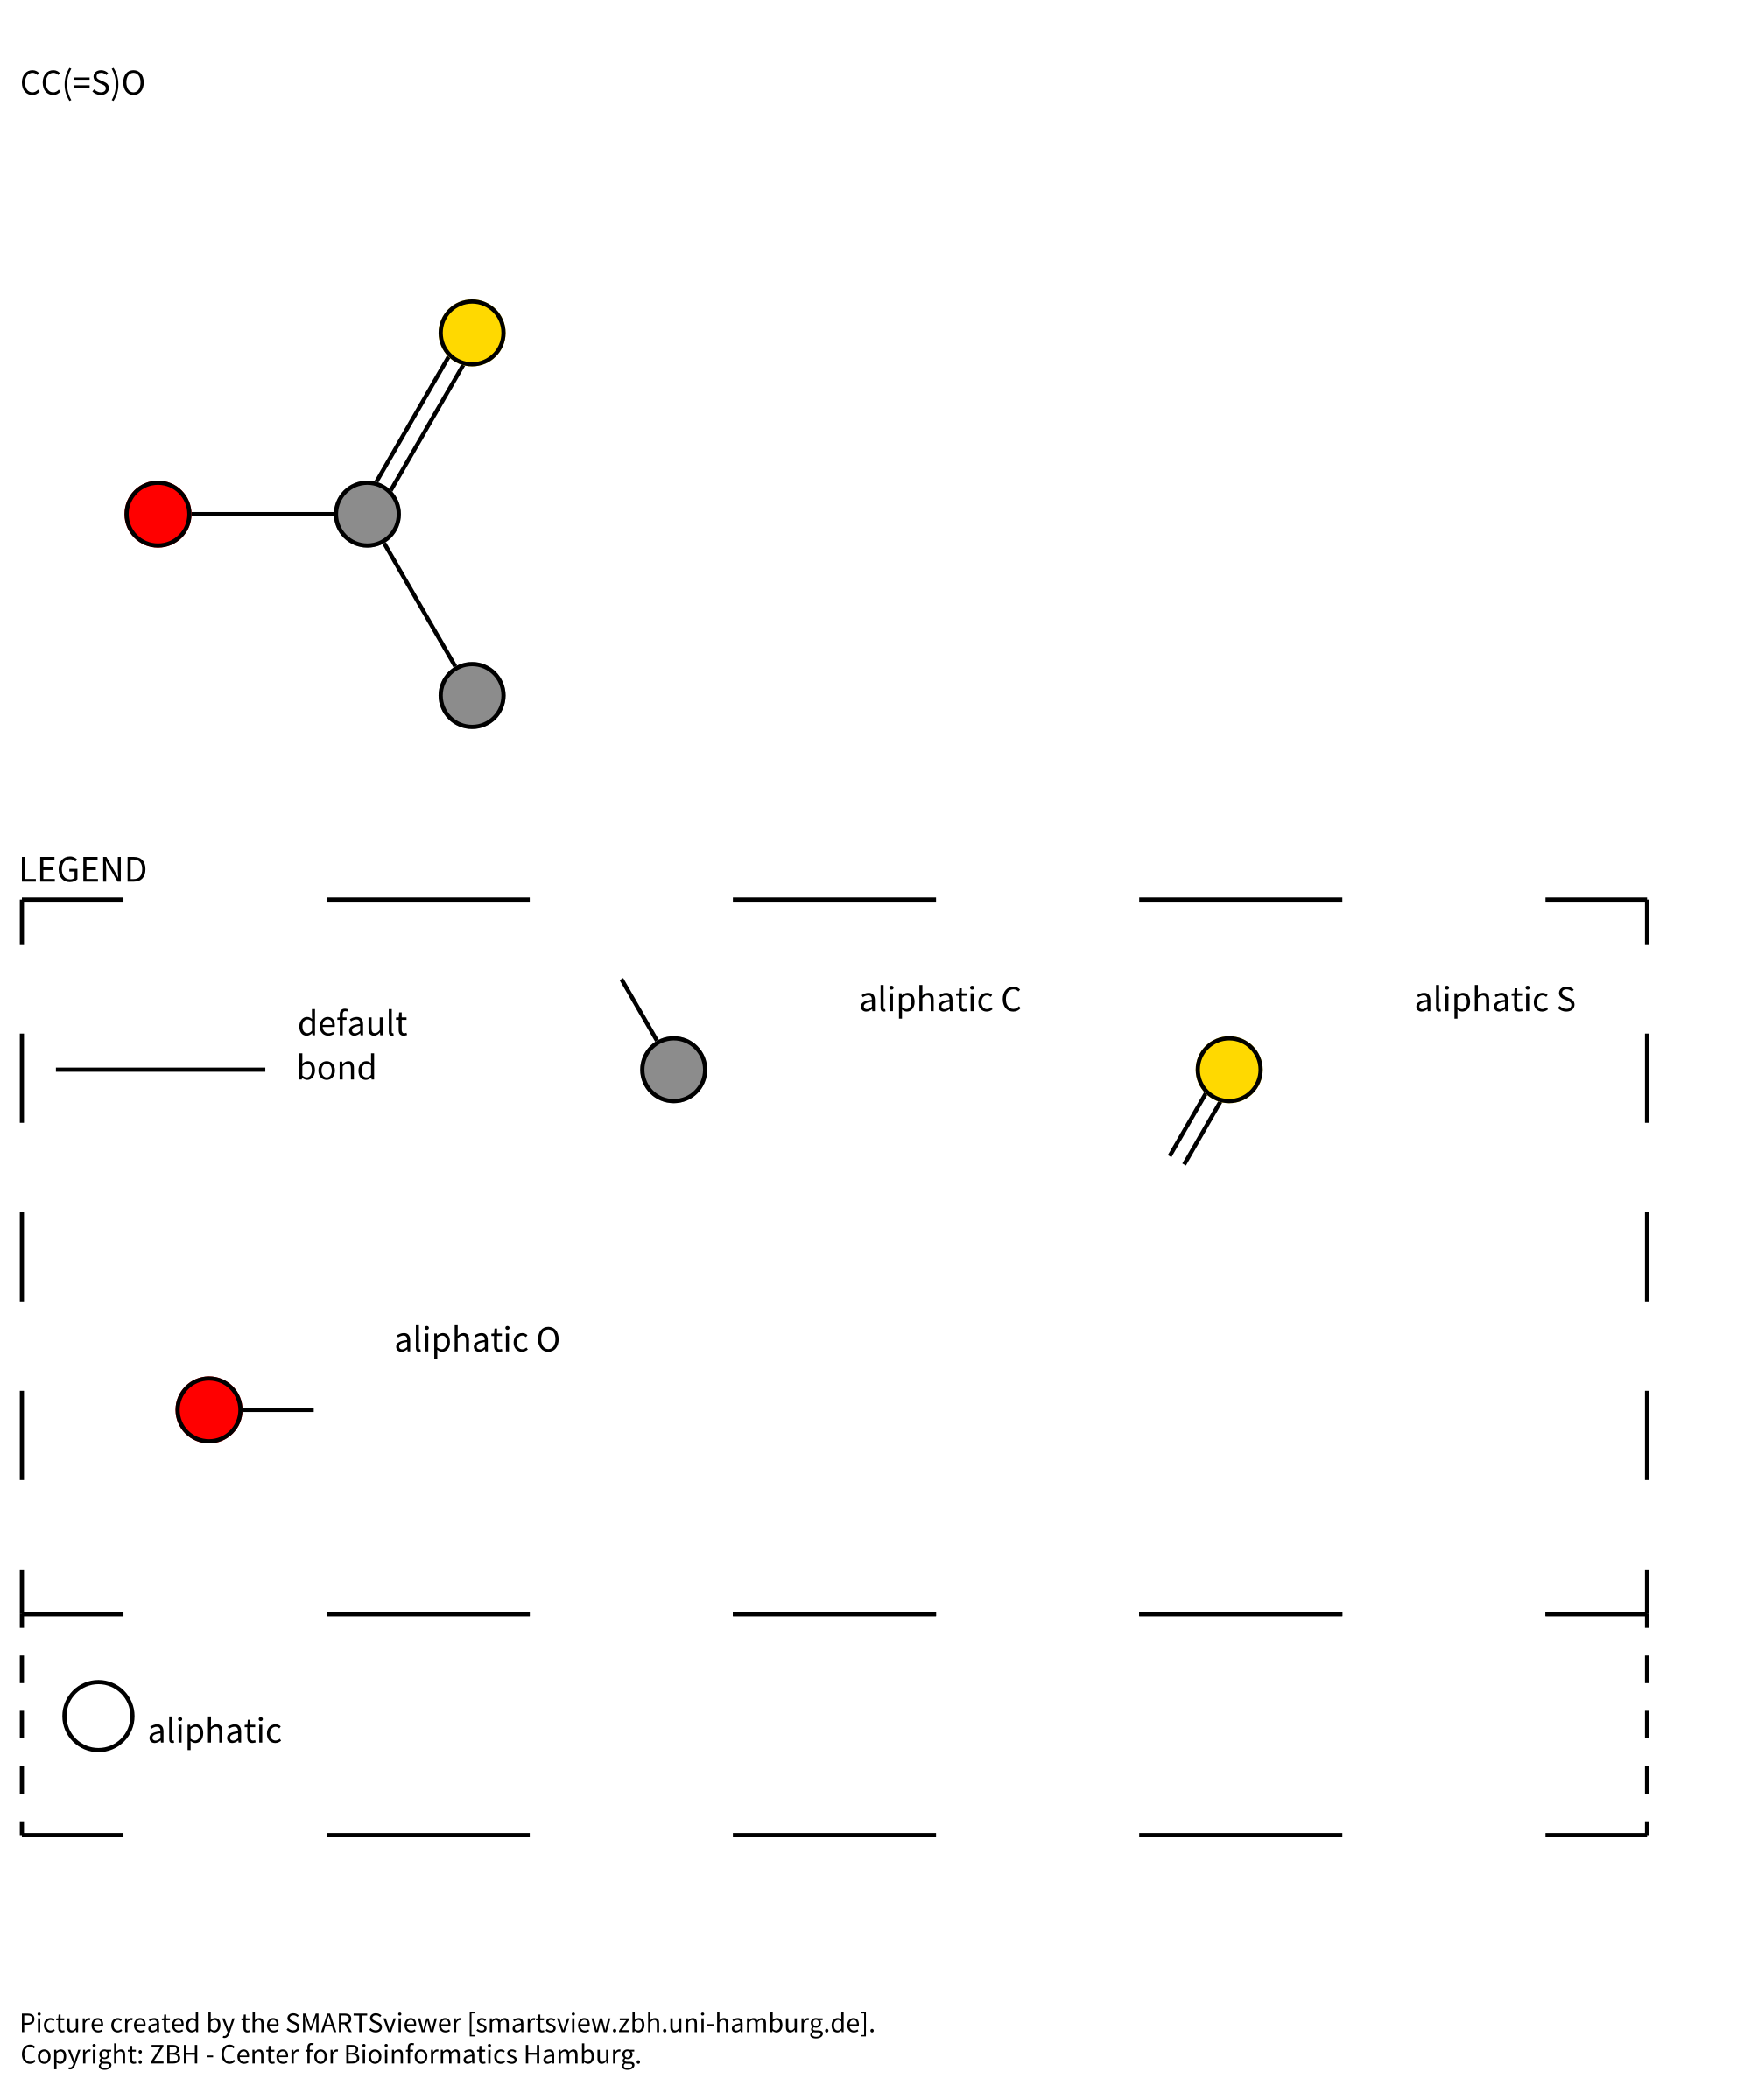 CC(=S)O
LEGEND
default
bond
aliphatic C
aliphatic S
aliphatic O
aliphatic
Picture created by the SMARTSviewer [smartsview.zbh.uni-hamburg.de].
Copyright: ZBH - Center for Bioinformatics Hamburg.